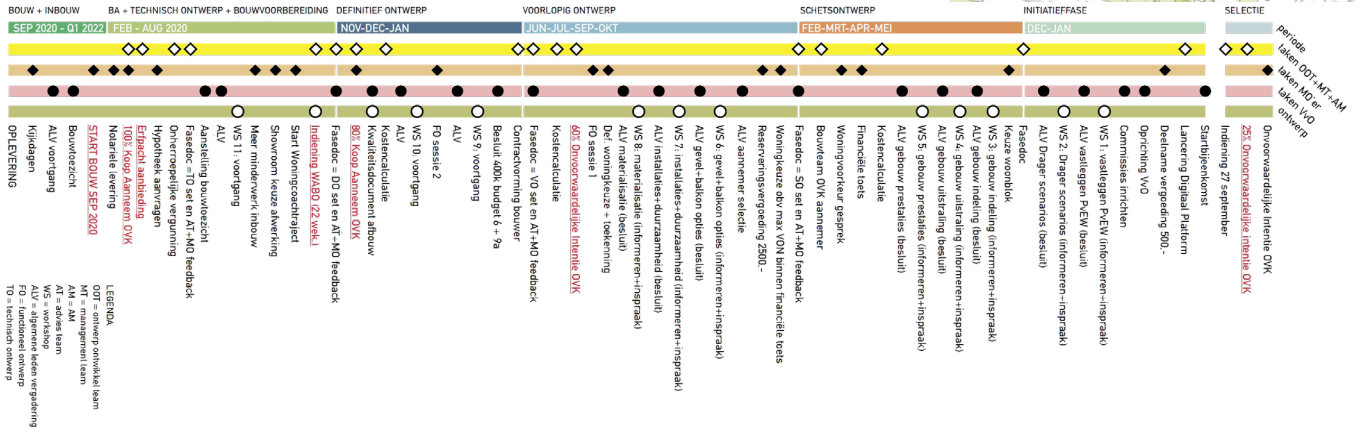 BOUW + INBOUW
BA + TECHNISCH ONTWERP + BOUWVOORBEREIDING
DEFINITIEF ONTWERP
VOORLOPIG ONTWERP
SCHETSONTWERP
INITIATIEFFASE
SELECTIE
SEP 2020 - Q1 2022
FEB - AUG 2020
NOV-DEC-JAN
JUN-JUL-SEP-OKT
FEB-MRT-APR-MEI
DEC-JAN
periode
taken OOT+MT+AM
taken MO'er
taken VvO
ontwerp
OPLEVERING
Kijkdagen
ALV voortgang
Bouwtoezicht
START BOUW SEP 2020
Notariële levering
100% Koop Aanneem OVK
Erfpacht aanbieding
Hypotheek aanvragen
Onherroepelijke vergunning
Fasedoc =TO set en AT+MO feedback
Aanstelling bouwtoezicht
ALV
WS 11: voortgang
Meer minderwerk inbouw
Showroom keuze afwerking
Start Woningcoachtraject
Indiening WABO (22 wek.)
Fasedoc = DO set en AT+MO feedback
80% Koop Aanneem OVK
Kwaliteitsdocument afbouw
Kostencalculatie
ALV
WS 10: voortgang
FO sessie 2
ALV
WS 9: voortgang
Besluit 400k budget 6 + 9a
Contractvorming bouwer
Fasedoc = VO set en AT+MO feedback
Kostencalculatie
60% Onvoorwaardelijke Intentie OVK
FO sessie 1
Def. woningkeuze + toekenning
ALV materialisatie (besluit)
WS 8: materialisatie (informeren+inspraak)
ALV installaties+duurzaamheid (besluit)
WS 7: installaties+duurzaamheid (informeren+inspraak)
ALV gevel+balkon opties (besluit)
WS 6: gevel+balkon opties (informeren+inspraak)
ALV aannemer selectie
Reserveringsvergoeding 2500,-
Woningkeuze obv max VON binnen financiële toets
Fasedoc = SO set en AT+MO feedback
Bouwteam OVK aannemer
Woningvoorkeur gesprek
Financiële toets
Kostencalculatie
ALV gebouw prestaties (besluit)
WS 5: gebouw prestaties (informeren+inspraak)
ALV gebouw uitstraling (besluit)
WS 4: gebouw uitstraling (informeren+inspraak)
ALV gebouw indeling (besluit)
WS 3: gebouw indeling (informeren+inspraak)
Keuze woonblok
Fasedoc
ALV Drager scenarios (besluit)
WS 2: Drager scenarios (informeren+inspraak)
ALV vastleggen PvEW (besluit)
WS 1: vastleggen PvEW (informeren+inspraak)
Commissies inrichten
Oprichting VvO
Deelname vergoeding 500,-
Lancering Digitaal Platform
Startbijeenkomst
Indiening 27 september
25% Onvoorwaardelijke intentie OVK
Onvoorwaardelijke Intentie OVK
LEGENDA
OOT = ontwerp ontwikkel team
MT = management team
AM = AM
AT = advies team
WS = workshop
ALV = algemene leden vergadering
FO = functioneel ontwerp
TO = technisch ontwerp